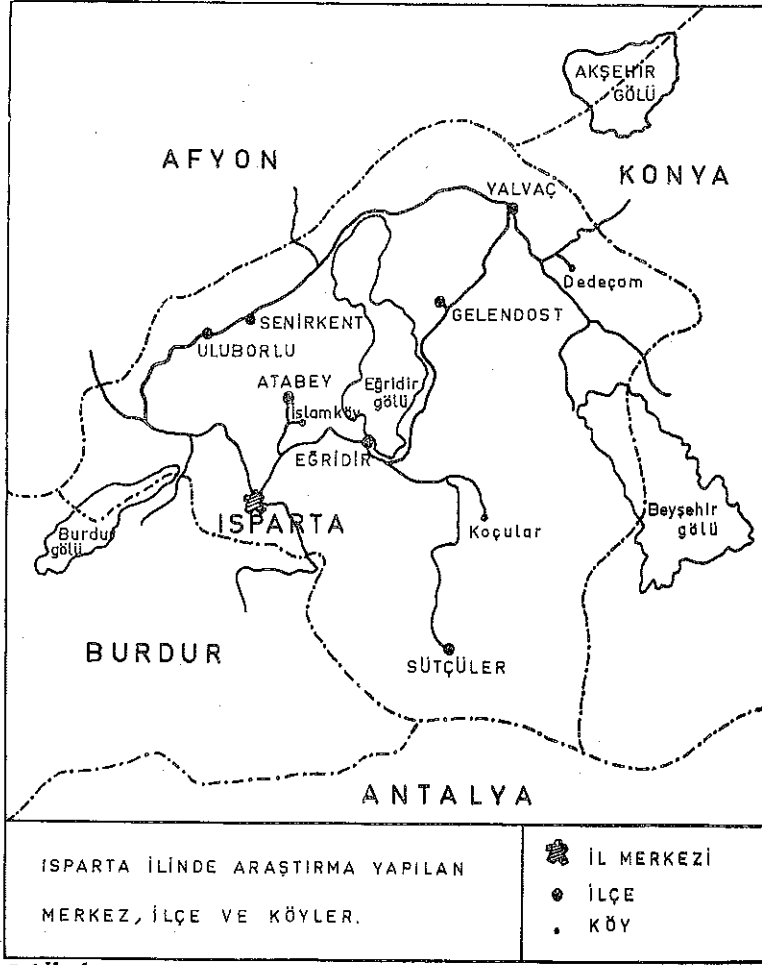 AKŞEHİR
GÖLÜ
AFYON
KONYA
YALVAÇ
Dedeçam
GELENDOST
SENİRKENT
ULUBORLU
ATABEY
İslamköy
Eğridir
gölü
EĞRİDİR
ISPARTA
Burdur
gölü
Koçular
Beyşehir
gölü
BURDUR
SÜTÇÜLER
ANTALYA
ISPARTA İLİNDE ARAŞTIRMA YAPILAN
MERKEZ, İLÇE VE KÖYLER.
İL MERKEZİ
İLÇE
KÖY